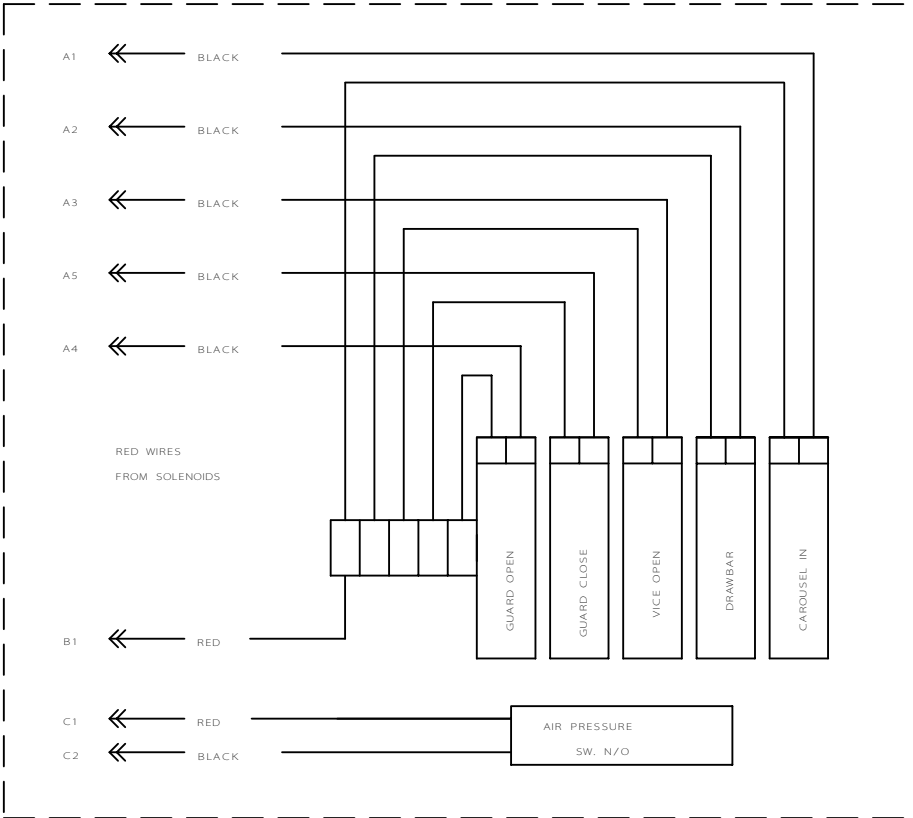 A1 BLACK
A2 BLACK
A3 BLACK
A5 BLACK
A4 BLACK
RED WIRES
FROM SOLENOIDS
GUARD OPEN
GUARD CLOSE
VICE OPEN
DRAWBAR
CAROUSEL IN
B1 RED
C1 RED
AIR PRESSURE
SW. N/O
C2 BLACK